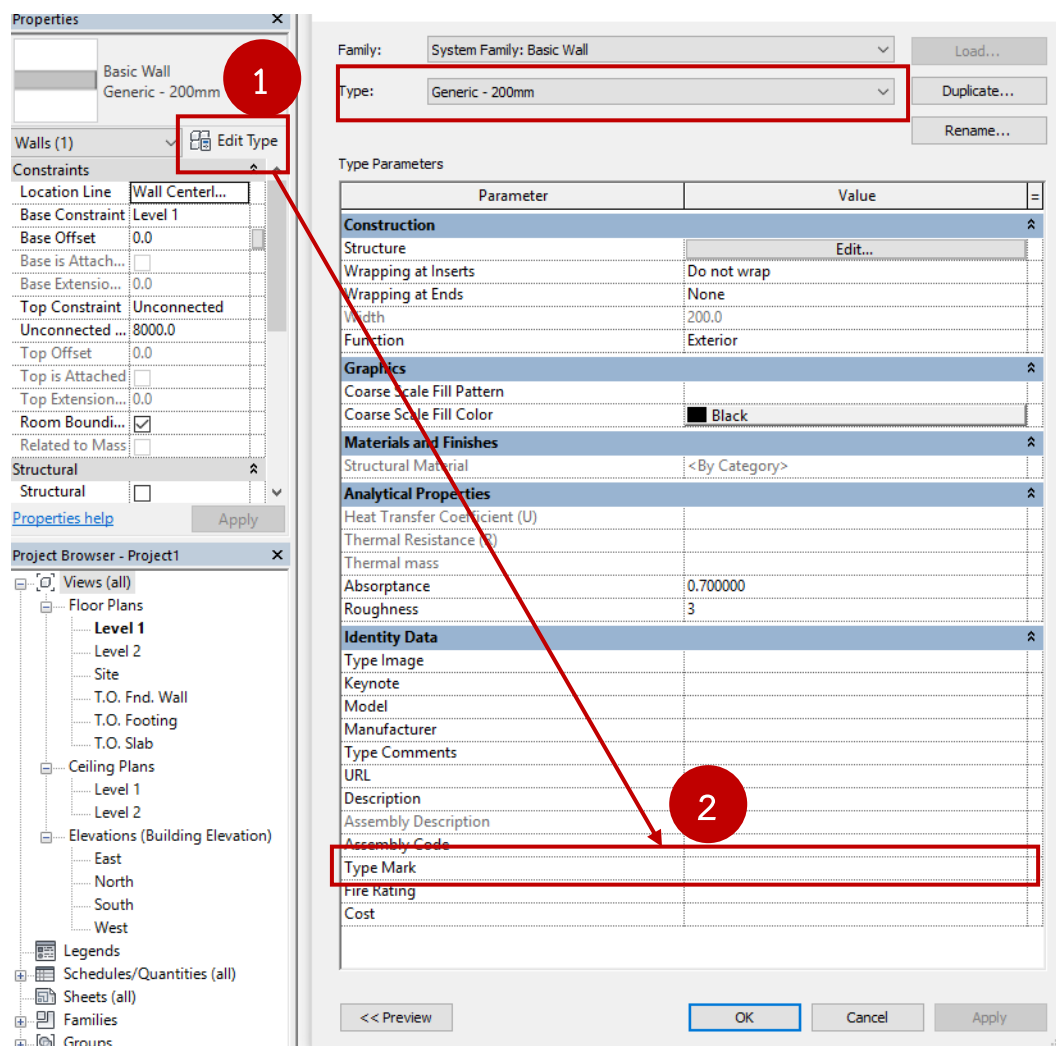 Properties
Basic Wall
Generic - 200mm
1
Walls (1)
Edit Type
Constraints
Location Line Wall Centerl...
Base Constraint Level 1
Base Offset 0.0
Base is Attach...
Base Extensio... 0.0
Top Constraint Unconnected
Unconnected ... 8000.0
Top Offset 0.0
Top is Attached
Top Extension... 0.0
Room Boundi...
Related to Mass
Structural
Structural
Properties help Apply
Project Browser - Project1
Views (all)
Floor Plans
Level 1
Level 2
Site
T.O. Fnd. Wall
T.O. Footing
T.O. Slab
Ceiling Plans
Level 1
Level 2
Elevations (Building Elevation)
East
North
South
West
Legends
Schedules/Quantities (all)
Sheets (all)
Families
Groups
Family: System Family: Basic Wall Load...
Type: Generic - 200mm Duplicate...
Rename...
Type Parameters
Parameter Value =
Construction
Structure Edit...
Wrapping at Inserts Do not wrap
Wrapping at Ends None
Width 200.0
Function Exterior
Graphics
Coarse Scale Fill Pattern
Coarse Scale Fill Color Black
Materials and Finishes
Structural Material <By Category>
Analytical Properties
Heat Transfer Coefficient (U)
Thermal Resistance (R)
Thermal mass
Absorptance 0.700000
Roughness 3
Identity Data
Type Image
Keynote
Model
Manufacturer
Type Comments
URL
Description
2
Assembly Description
Assembly Code
Type Mark
Fire Rating
Cost
<< Preview OK Cancel Apply